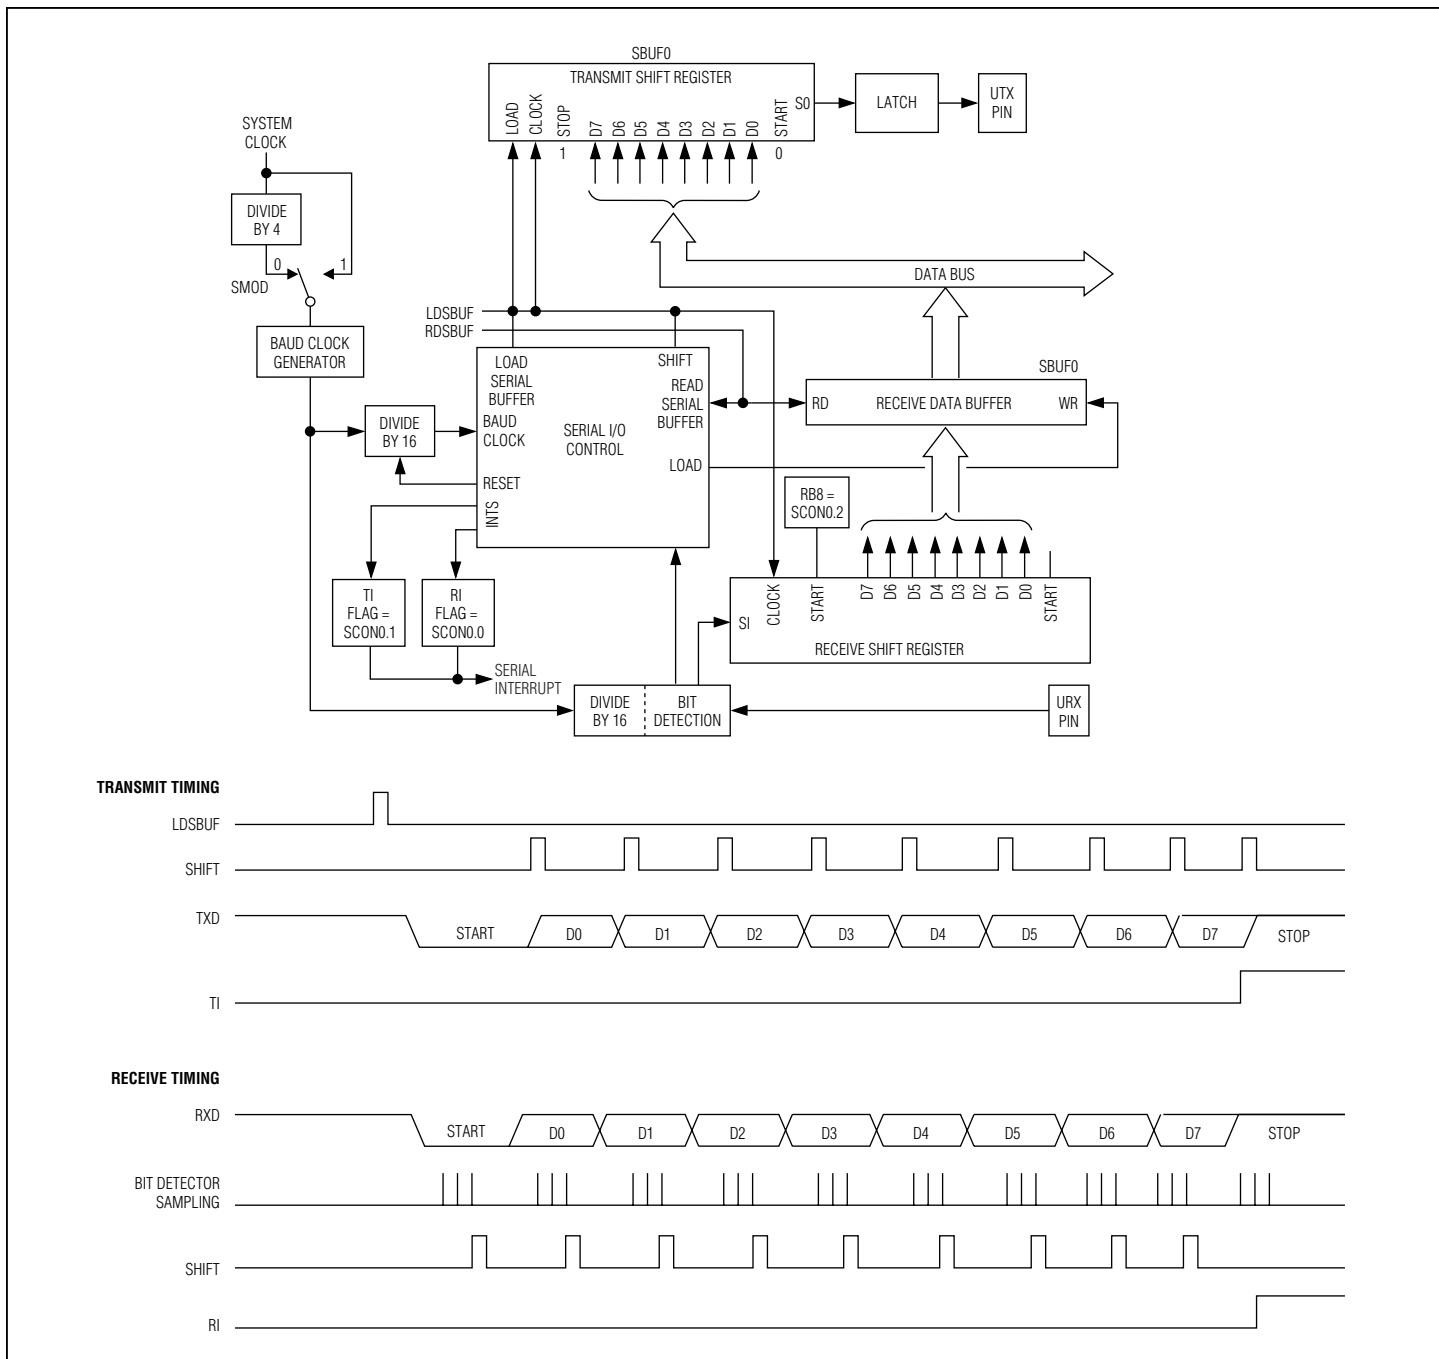 SBUF0
TRANSMIT SHIFT REGISTER
LOAD
CLOCK
STOP
D7
D6
D5
D4
D3
D2
D1
D0
START
S0
1
0
LATCH
UTX
PIN
SYSTEM
CLOCK
DIVIDE
BY 4
0
1
SMOD
BAUD CLOCK
GENERATOR
DATA BUS
LDSBUF
RDSBUF
LOAD
SERIAL
BUFFER
SHIFT
READ
SERIAL
BUFFER
BAUD
CLOCK
SERIAL I/O
CONTROL
LOAD
RESET
INTS
DIVIDE
BY 16
SBUF0
RD
RECEIVE DATA BUFFER
WR
RB8 =
SCON0.2
TI
FLAG =
SCON0.1
RI
FLAG =
SCON0.0
SERIAL
INTERRUPT
SI
CLOCK
START
D7
D6
D5
D4
D3
D2
D1
D0
START
RECEIVE SHIFT REGISTER
DIVIDE
BY 16
BIT
DETECTION
URX
PIN
TRANSMIT TIMING
LDSBUF
SHIFT
TXD
START D0 D1 D2 D3 D4 D5 D6 D7 STOP
TI
RECEIVE TIMING
RXD
START D0 D1 D2 D3 D4 D5 D6 D7 STOP
BIT DETECTOR
SAMPLING
SHIFT
RI